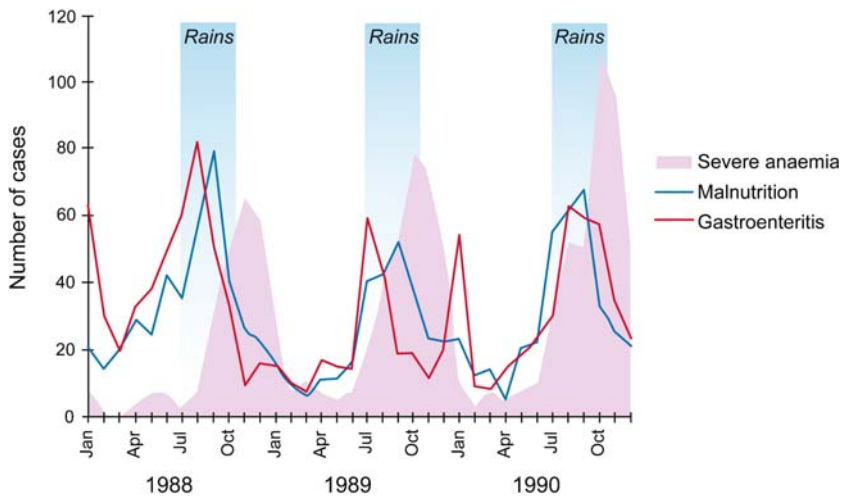 120
100
80
60
40
20
0
Number of cases
Rains
Rains
Rains
Severe anaemia
Malnutrition
Gastroenteritis
Jan
Apr
Jul
Oct
Jan
Apr
Jul
Oct
Jan
Apr
Jul
Oct
1988
1989
1990